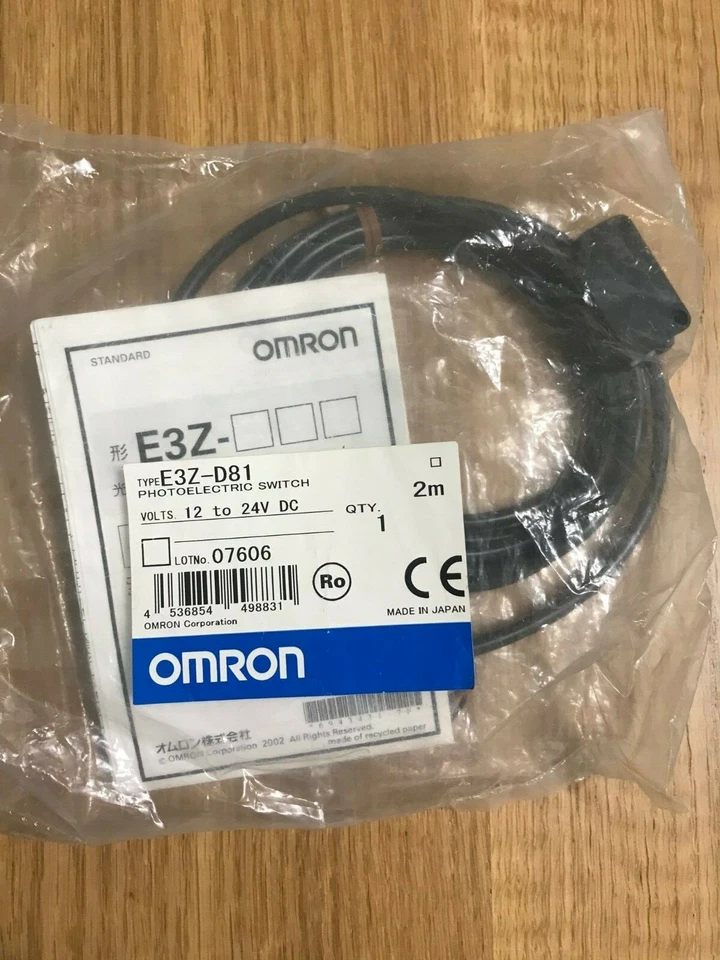 STANDARD OMRON
形 E3Z-□□□
光
TYPE E3Z-D81 □
PHOTOELECTRIC SWITCH 2m
VOLTS. 12 to 24V DC QTY.
1
LOTNo. 07606
Ro CE
4 536854 498831
OMRON Corporation MADE IN JAPAN
OMRON
オムロン株式会社
© OMRON Corporation 2002 All Rights Reserved.
made of recycled paper